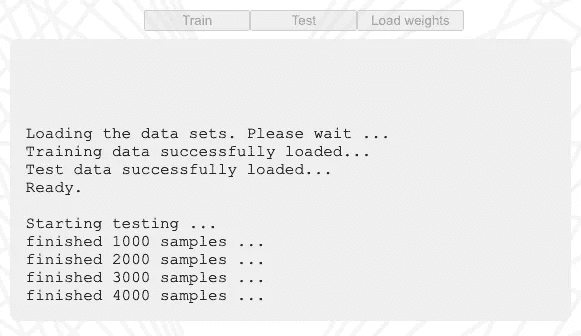 Train Test Load weights
Loading the data sets. Please wait ...
Training data successfully loaded...
Test data successfully loaded...
Ready.
Starting testing ...
finished 1000 samples ...
finished 2000 samples ...
finished 3000 samples ...
finished 4000 samples ...